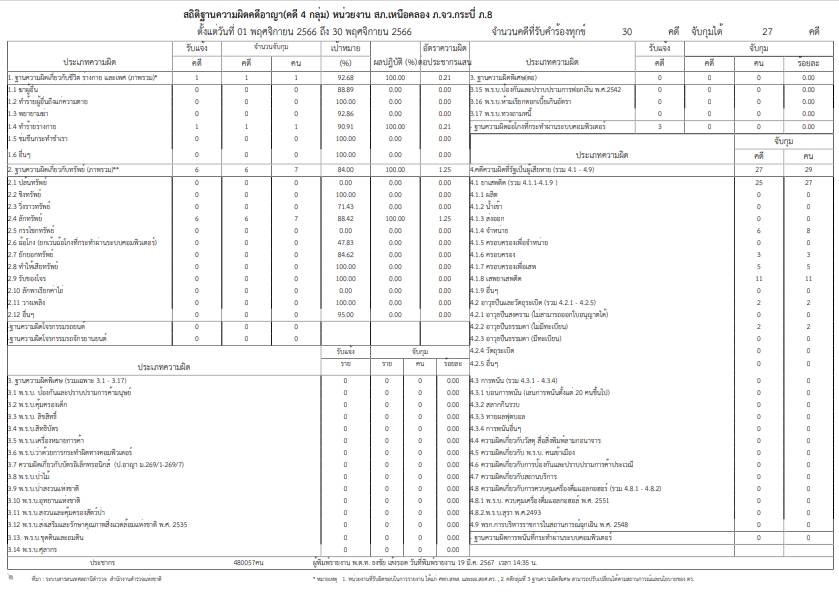 สถิติฐานความผิดคดีอาญา(คดี 4 กลุ่ม) หน่วยงาน สภ.เหนือคลอง ภ.จว.กระบี่ ภ.8
ตั้งแต่วันที่ 01 พฤศจิกายน 2566 ถึง 30 พฤศจิกายน 2566 จำนวนคดีที่รับคำร้องทุกข์ 30 คดี จับกุมได้ 27 คดี
ประเภทความผิด รับแจ้ง จำนวนจับกุม เป้าหมาย ผลปฏิบัติ (%) อัตราความผิด
คดี คดี คน (%) ต่อประชากรแสน
1. ฐานความผิดเกี่ยวกับชีวิต ร่างกาย และเพศ (ภาพรวม)* 1 1 1 92.68 100.00 0.21
1.1 ฆ่าผู้อื่น 0 0 0 88.89 0.00 0.00
1.2 ทำร้ายผู้อื่นถึงแก่ความตาย 0 0 0 100.00 0.00 0.00
1.3 พยายามฆ่า 0 0 0 92.86 0.00 0.00
1.4 ทำร้ายร่างกาย 1 1 1 90.91 100.00 0.21
1.5 ข่มขืนกระทำชำเรา 0 0 0 100.00 0.00 0.00
1.6 อื่นๆ 0 0 0 100.00 0.00 0.00
2. ฐานความผิดเกี่ยวกับทรัพย์ (ภาพรวม)** 6 6 7 84.00 100.00 1.25
2.1 ปล้นทรัพย์ 0 0 0 0.00 0.00 0.00
2.2 ชิงทรัพย์ 0 0 0 100.00 0.00 0.00
2.3 วิ่งราวทรัพย์ 0 0 0 71.43 0.00 0.00
2.4 ลักทรัพย์ 6 6 7 88.42 100.00 1.25
2.5 กรรโชกทรัพย์ 0 0 0 0.00 0.00 0.00
2.6 ฉ้อโกง (ยกเว้นฉ้อโกงที่กระทำผ่านระบบคอมพิวเตอร์) 0 0 0 47.83 0.00 0.00
2.7 ยักยอกทรัพย์ 0 0 0 84.62 0.00 0.00
2.8 ทำให้เสียทรัพย์ 0 0 0 100.00 0.00 0.00
2.9 รับของโจร 0 0 0 100.00 0.00 0.00
2.10 ลักพาเรียกค่าไถ่ 0 0 0 0.00 0.00 0.00
2.11 วางเพลิง 0 0 0 100.00 0.00 0.00
2.12 อื่นๆ 0 0 0 95.00 0.00 0.00
-ฐานความผิดโจรกรรมรถยนต์ 0 0 0
-ฐานความผิดโจรกรรมรถจักรยานยนต์ 0 0 0
ประเภทความผิด รับแจ้ง จับกุม
ราย ราย คน ร้อยละ
3. ฐานความผิดพิเศษ (รวมเฉพาะ 3.1 - 3.17) 0 0 0 0.00
3.1 พ.ร.บ. ป้องกันและปราบปรามการค้ามนุษย์ 0 0 0 0.00
3.2 พ.ร.บ.คุ้มครองเด็ก 0 0 0 0.00
3.3 พ.ร.บ. ลิขสิทธิ์ 0 0 0 0.00
3.4 พ.ร.บ.สิทธิบัตร 0 0 0 0.00
3.5 พ.ร.บ.เครื่องหมายการค้า 0 0 0 0.00
3.6 พ.ร.บ.ว่าด้วยการกระทำผิดทางคอมพิวเตอร์ 0 0 0 0.00
3.7 ความผิดเกี่ยวกับบัตรอิเล็กทรอนิกส์ (ป.อาญา ม.269/1-269/7) 0 0 0 0.00
3.8 พ.ร.บ.ป่าไม้ 0 0 0 0.00
3.9 พ.ร.บ.ป่าสงวนแห่งชาติ 0 0 0 0.00
3.10 พ.ร.บ.อุทยานแห่งชาติ 0 0 0 0.00
3.11 พ.ร.บ.สงวนและคุ้มครองสัตว์ป่า 0 0 0 0.00
3.12 พ.ร.บ.ส่งเสริมและรักษาคุณภาพสิ่งแวดล้อมแห่งชาติ พ.ศ. 2535 0 0 0 0.00
3.13. พ.ร.บ.ขุดดินและถมดิน 0 0 0 0.00
3.14 พ.ร.บ.ศุลกากร 0 0 0 0.00
ประเภทความผิด รับแจ้ง จับกุม
คดี คดี คน ร้อยละ
3. ฐานความผิดพิเศษ(ต่อ) 0 0 0 0.00
3.15 พ.ร.บ.ป้องกันและปราบปรามการฟอกเงิน พ.ศ.2542 0 0 0 0.00
3.16 พ.ร.บ.ห้ามเรียกดอกเบี้ยเกินอัตรา 0 0 0 0.00
3.17 พ.ร.บ.ทวงถามหนี้ 0 0 0 0.00
- ฐานความผิดฉ้อโกงที่กระทำผ่านระบบคอมพิวเตอร์ 3 0 0 0.00
ประเภทความผิด จับกุม
คดี คน
4.คดีความผิดที่รัฐเป็นผู้เสียหาย (รวม 4.1 - 4.9) 27 29
4.1 ยาเสพติด (รวม 4.1.1-4.1.9 ) 25 27
4.1.1 ผลิต 0 0
4.1.2 นำเข้า 0 0
4.1.3 ส่งออก 0 0
4.1.4 จำหน่าย 6 8
4.1.5 ครอบครองเพื่อจำหน่าย 0 0
4.1.6 ครอบครอง 3 3
4.1.7 ครอบครองเพื่อเสพ 5 5
4.1.8 เสพยาเสพติด 11 11
4.1.9 อื่นๆ 0 0
4.2 อาวุธปืนและวัตถุระเบิด (รวม 4.2.1 - 4.2.5) 2 2
4.2.1 อาวุธปืนสงคราม (ไม่สามารถออกใบอนุญาตได้) 0 0
4.2.2 อาวุธปืนธรรมดา (ไม่มีทะเบียน) 2 2
4.2.3 อาวุธปืนธรรมดา (มีทะเบียน) 0 0
4.2.4 วัตถุระเบิด 0 0
4.2.5 อื่นๆ 0 0
4.3 การพนัน (รวม 4.3.1 - 4.3.4) 0 0
4.3.1 บ่อนการพนัน (เล่นการพนันตั้งแต่ 20 คนขึ้นไป) 0 0
4.3.2 สลากกินรวบ 0 0
4.3.3 ทายผลฟุตบอล 0 0
4.3.4 การพนันอื่นๆ 0 0
4.4 ความผิดเกี่ยวกับวัสดุ สื่อสิ่งพิมพ์ลามกอนาจาร 0 0
4.5 ความผิดเกี่ยวกับ พ.ร.บ. คนเข้าเมือง 0 0
4.6 ความผิดเกี่ยวกับการป้องกันและปราบปรามการค้าประเวณี 0 0
4.7 ความผิดเกี่ยวกับสถานบริการ 0 0
4.8 ความผิดเกี่ยวกับการควบคุมเครื่องดื่มแอลกอฮอร์ (รวม 4.8.1 - 4.8.2) 0 0
4.8.1 พ.ร.บ. ควบคุมเครื่องดื่มแอลกอฮอล์ พ.ศ. 2551 0 0
4.8.2.พ.ร.บ.สุรา พ.ศ.2493 0 0
4.9 พรก.การบริหารราชการในสถานการณ์ฉุกเฉิน พ.ศ. 2548 0 0
- ฐานความผิดการพนันที่กระทำผ่านระบบคอมพิวเตอร์ 0 0
ประชากร 480057คน ผู้พิมพ์รายงาน พ.ต.ท. ธงชัย เส้งรอด วันที่พิมพ์รายงาน 19 มี.ค. 2567 เวลา 14:35 น.
ที่มา : ระบบสารสนเทศสถานีตำรวจ สำนักงานตำรวจแห่งชาติ